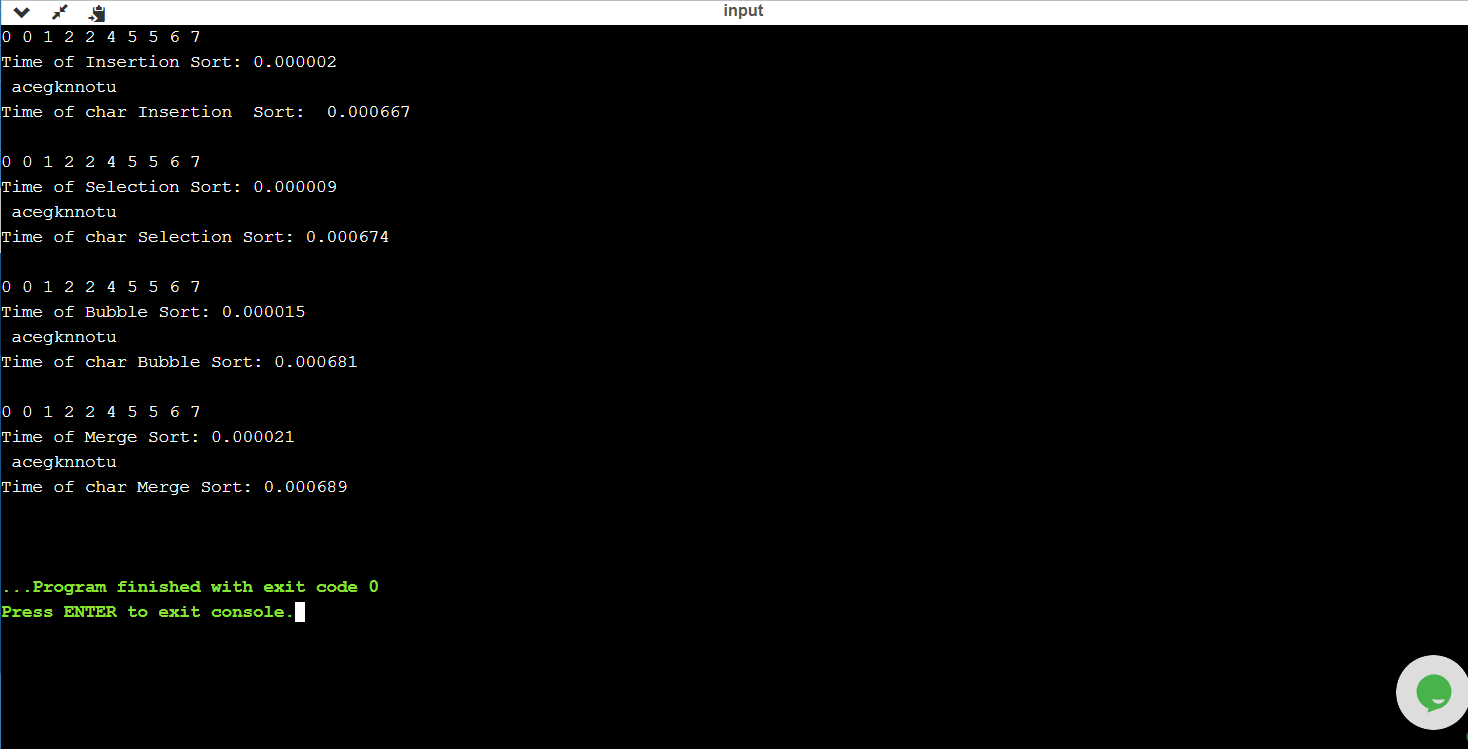 input
0 0 1 2 2 4 5 5 6 7
Time of Insertion Sort: 0.000002
 acegknnotu
Time of char Insertion  Sort:  0.000667
0 0 1 2 2 4 5 5 6 7
Time of Selection Sort: 0.000009
 acegknnotu
Time of char Selection Sort: 0.000674
0 0 1 2 2 4 5 5 6 7
Time of Bubble Sort: 0.000015
 acegknnotu
Time of char Bubble Sort: 0.000681
0 0 1 2 2 4 5 5 6 7
Time of Merge Sort: 0.000021
 acegknnotu
Time of char Merge Sort: 0.000689
...Program finished with exit code 0
Press ENTER to exit console.